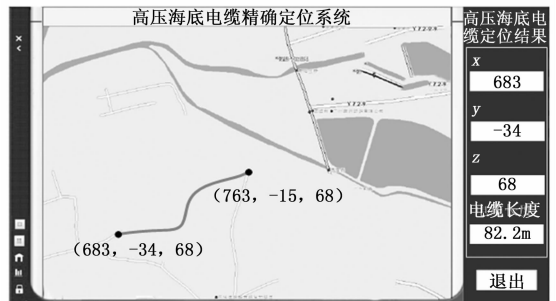 高压海底电缆精确定位系统
高压海底电
缆定位结果
x
683
y
-34
z
68
电缆长度
82.2m
退出
Y720
Y720
(763, -15, 68)
(683, -34, 68)